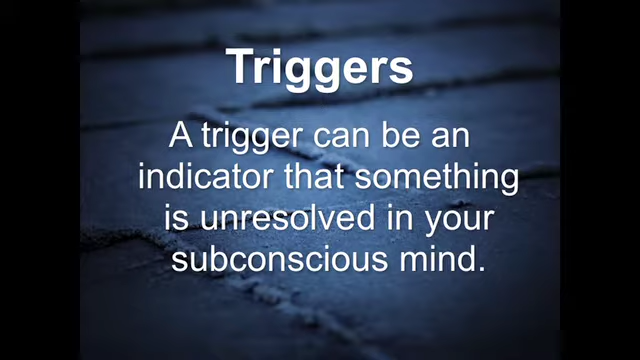 Triggers
A trigger can be an
indicator that something
is unresolved in your
subconscious mind.